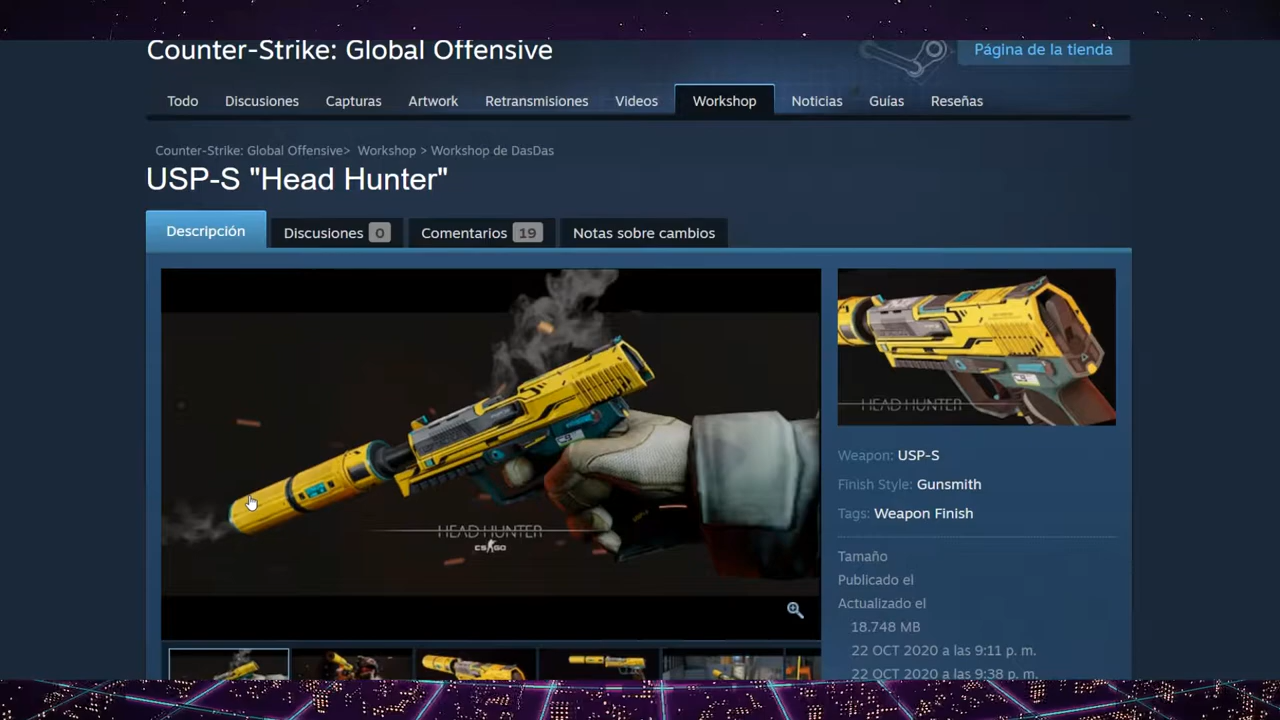 Counter-Strike: Global Offensive
Página de la tienda
Todo Discusiones Capturas Artwork Retransmisiones Videos Workshop Noticias Guías Reseñas
Counter-Strike: Global Offensive> Workshop > Workshop de DasDas
USP-S "Head Hunter"
Descripción Discusiones 0 Comentarios 19 Notas sobre cambios
HEAD HUNTER
CS GO
HEAD HUNTER
Weapon: USP-S
Finish Style: Gunsmith
Tags: Weapon Finish
Tamaño
Publicado el
Actualizado el
18.748 MB
22 OCT 2020 a las 9:11 p. m.
22 OCT 2020 a las 9:38 p. m.